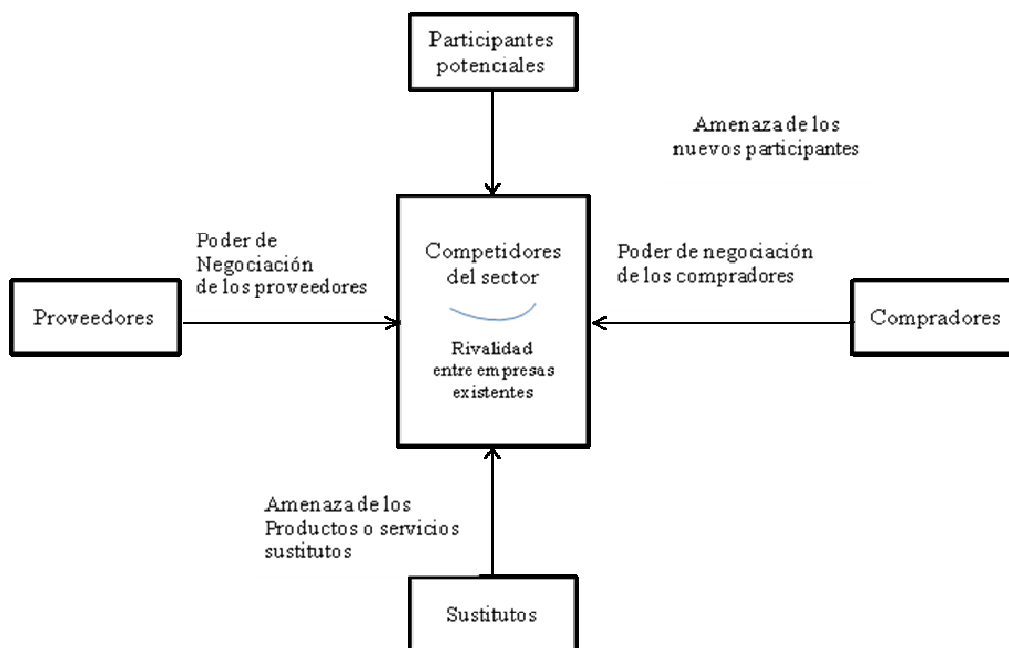 Participantes
potenciales
Amenaza de los
nuevos participantes
Poder de
Negociación
de los proveedores
Competidores
del sector
Poder de negociación
de los compradores
Proveedores
Rivalidad
entre empresas
existentes
Compradores
Amenaza de los
Productos o servicios
sustitutos
Sustitutos